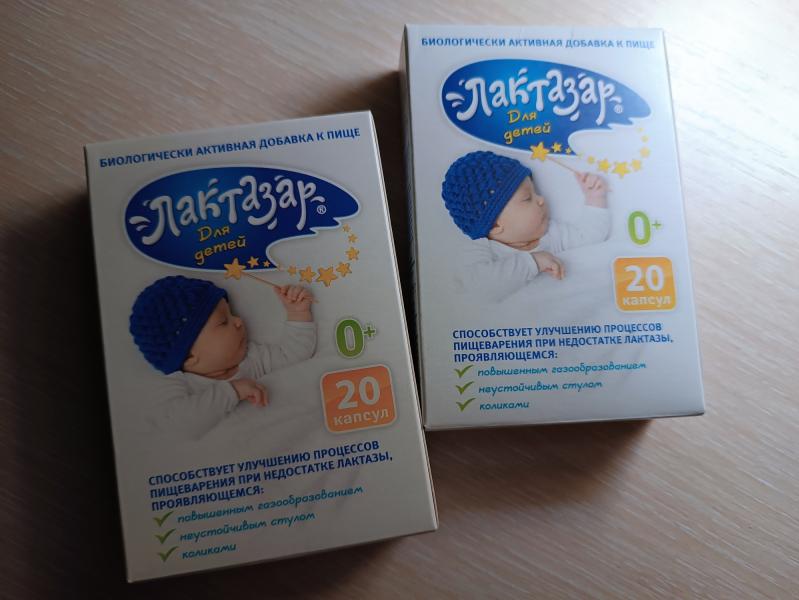 БИОЛОГИЧЕСКИ АКТИВНАЯ ДОБАВКА К ПИЩЕ
Лактазар®
Для
детей
0+
20
капсул
СПОСОБСТВУЕТ УЛУЧШЕНИЮ ПРОЦЕССОВ
ПИЩЕВАРЕНИЯ ПРИ НЕДОСТАТКЕ ЛАКТАЗЫ,
ПРОЯВЛЯЮЩЕМСЯ:
повышенным газообразованием
неустойчивым стулом
коликами
БИОЛОГИЧЕСКИ АКТИВНАЯ ДОБАВКА К ПИЩЕ
Лактазар®
Для
детей
0+
20
капсул
СПОСОБСТВУЕТ УЛУЧШЕНИЮ ПРОЦЕССОВ
ПИЩЕВАРЕНИЯ ПРИ НЕДОСТАТКЕ ЛАКТАЗЫ,
ПРОЯВЛЯЮЩЕМСЯ:
повышенным газообразованием
неустойчивым стулом
коликами